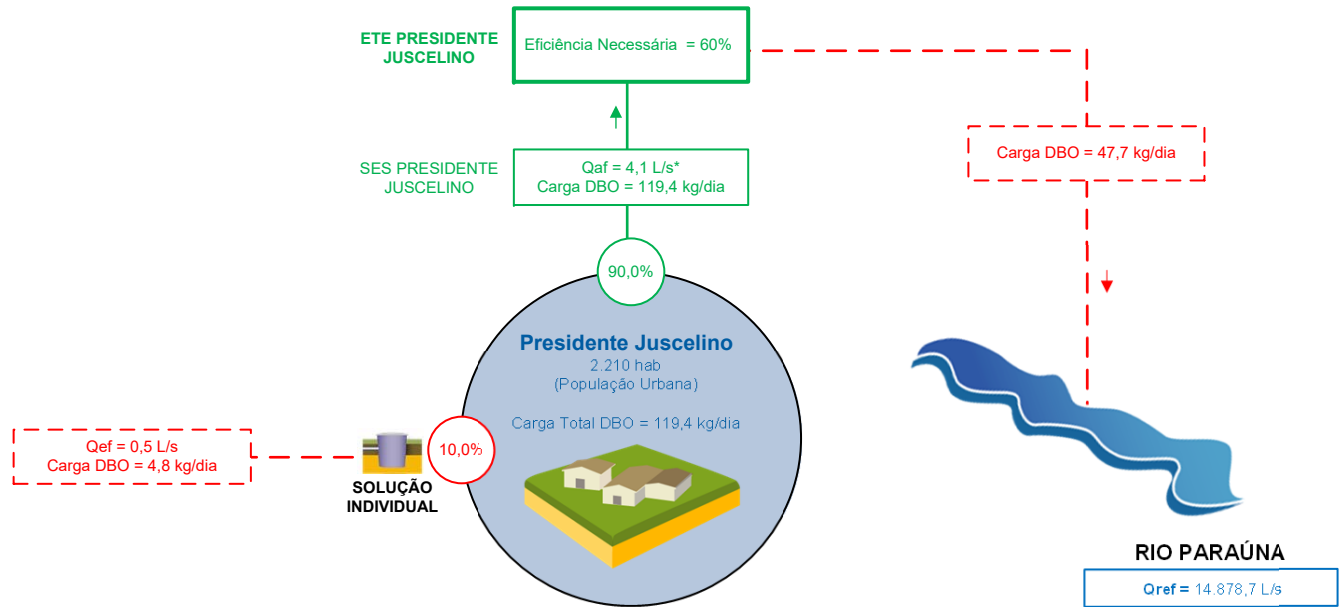 ETE PRESIDENTE
JUSCELINO
Eficiência Necessária = 60%
Carga DBO = 47,7 kg/dia
SES PRESIDENTE
JUSCELINO
Qaf = 4,1 L/s*
Carga DBO = 119,4 kg/dia
90,0%
Presidente Juscelino
2.210 hab
(População Urbana)
Carga Total DBO = 119,4 kg/dia
Qef = 0,5 L/s
Carga DBO = 4,8 kg/dia
10,0%
SOLUÇÃO
INDIVIDUAL
RIO PARAÚNA
Qref = 14.878,7 L/s